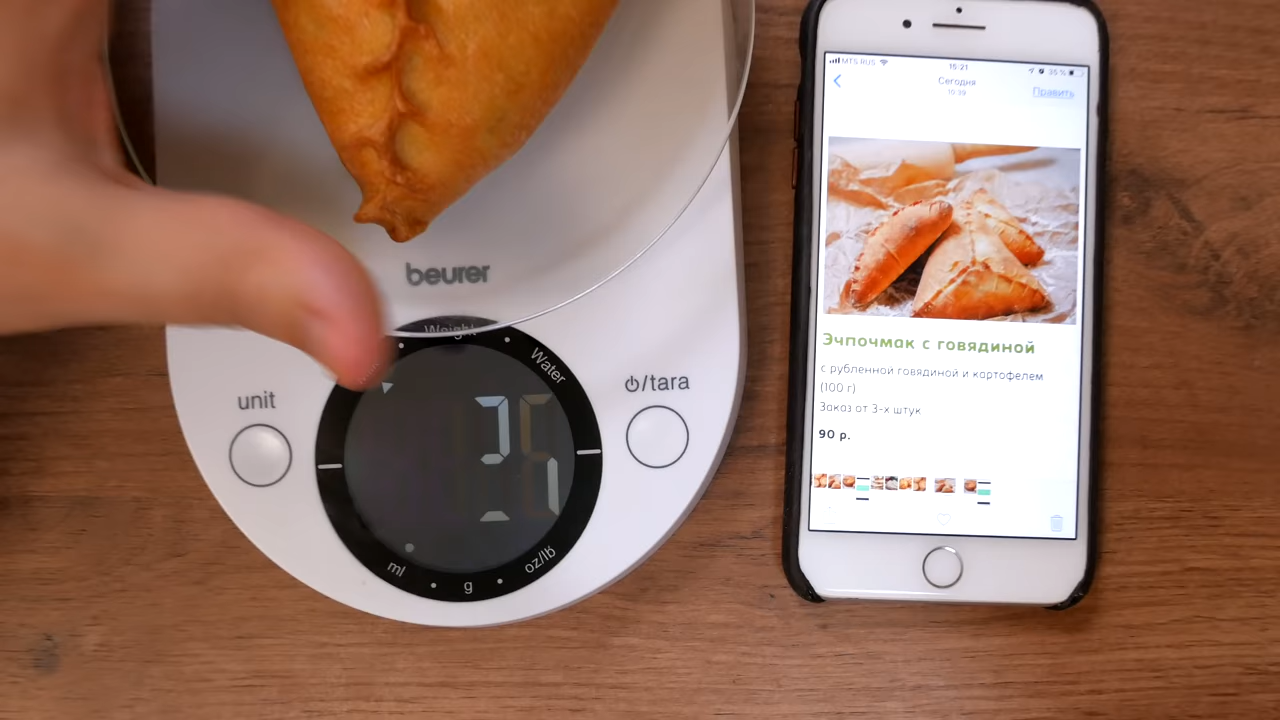 beurer
Weight
Water
unit
/tara
ml
g
oz/lb
MTS RUS
15:21
35 %
Сегодня
10:39
Править
Эчпочмак с говядиной
с рубленной говядиной и картофелем
(100 г)
Заказ от 3-х штук
90 р.